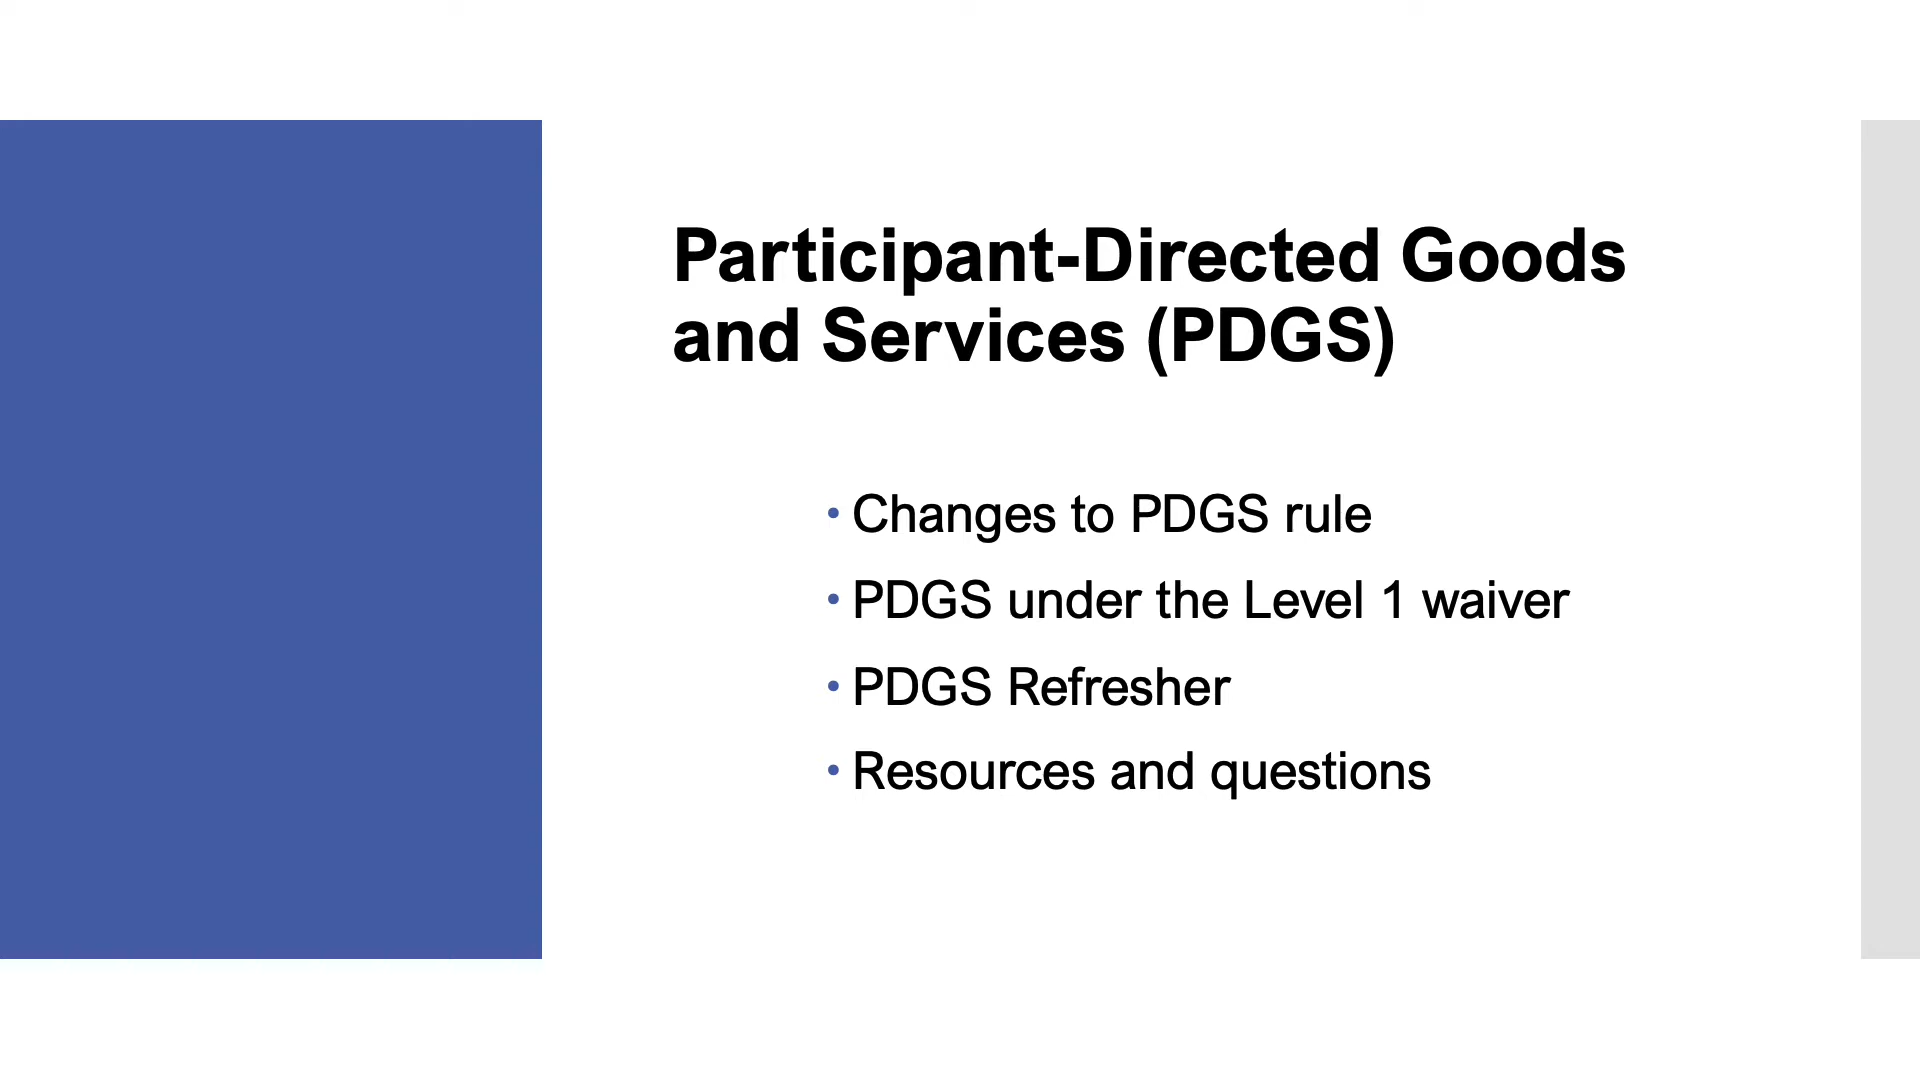 Participant-Directed Goods
and Services (PDGS)
• Changes to PDGS rule
• PDGS under the Level 1 waiver
• PDGS Refresher
• Resources and questions